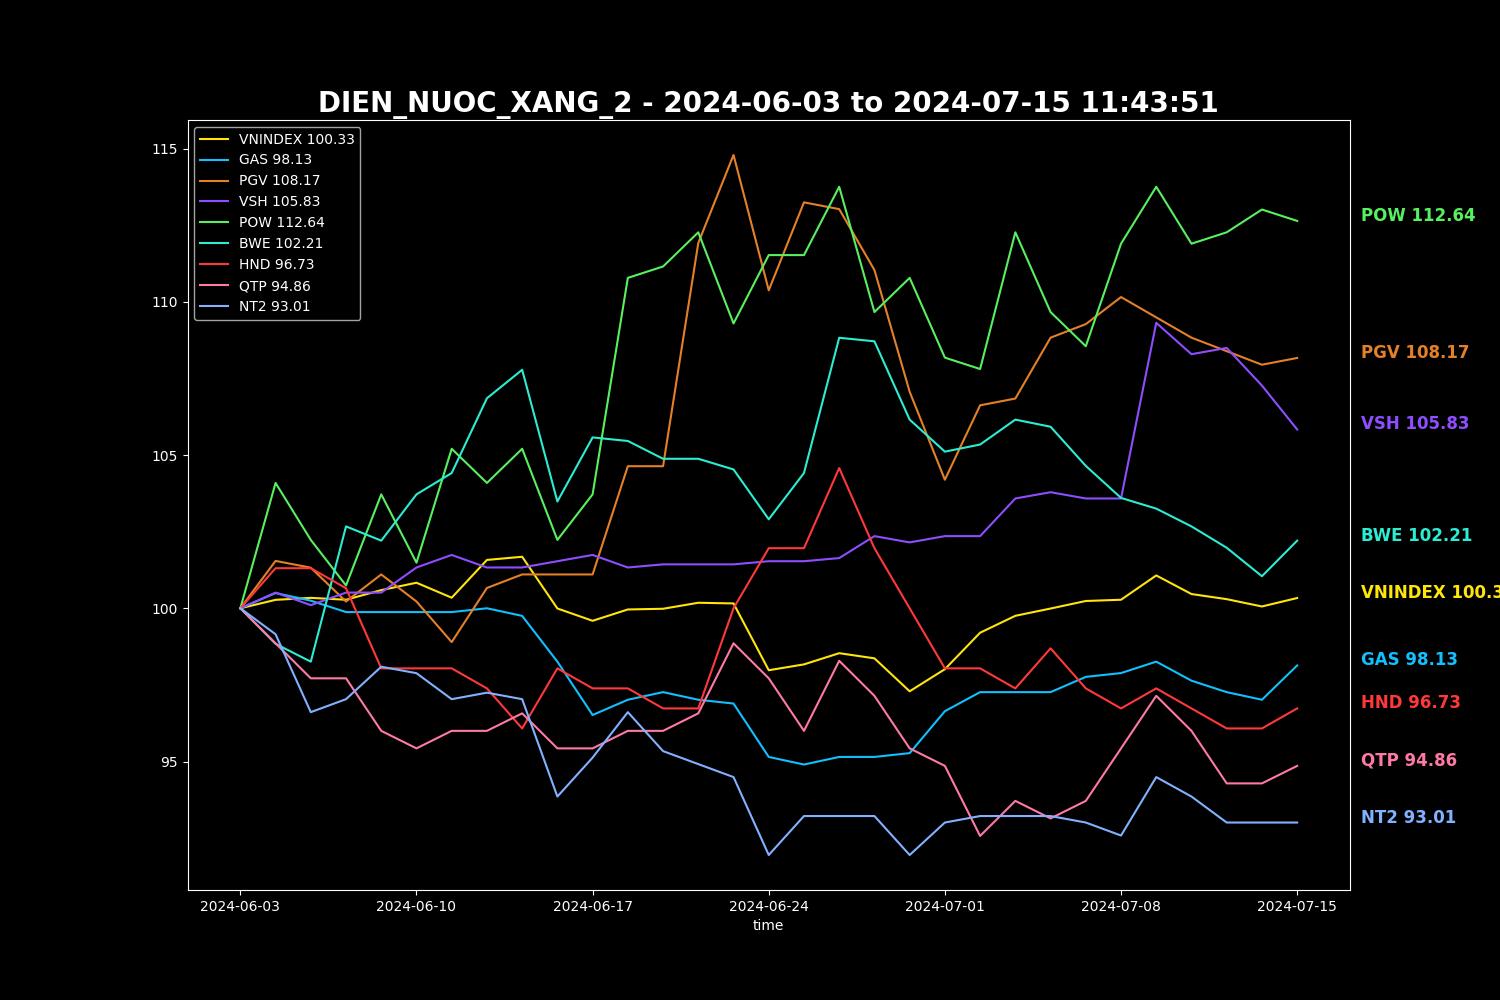 DIEN_NUOC_XANG_2 - 2024-06-03 to 2024-07-15 11:43:51
VNINDEX 100.33
GAS 98.13
PGV 108.17
VSH 105.83
POW 112.64
BWE 102.21
HND 96.73
QTP 94.86
NT2 93.01
115
110
105
100
95
POW 112.64
PGV 108.17
VSH 105.83
BWE 102.21
VNINDEX 100.3
GAS 98.13
HND 96.73
QTP 94.86
NT2 93.01
2024-06-03 2024-06-10 2024-06-17 2024-06-24 2024-07-01 2024-07-08 2024-07-15
time